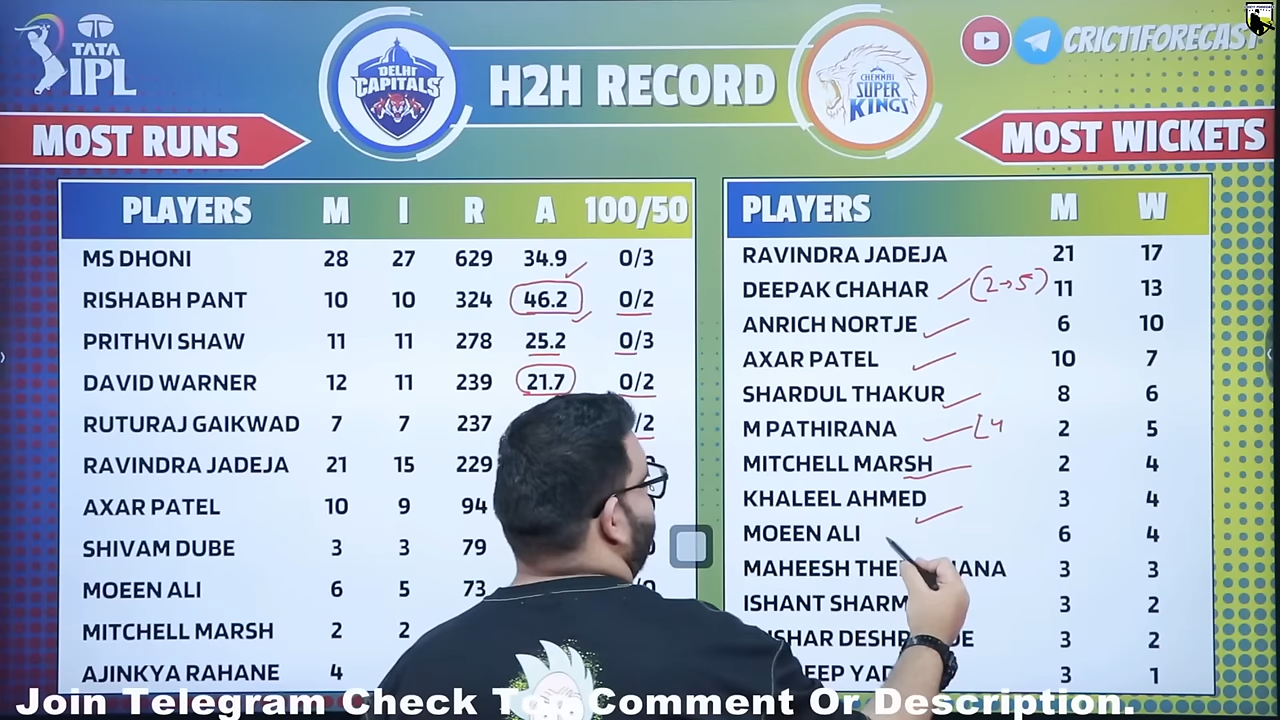 TATA
IPL
DELHI
CAPITALS
H2H RECORD
CHENNAI
SUPER
KINGS
CRIC11FORECAST
MOST RUNS
MOST WICKETS
PLAYERS M I R A 100/50
MS DHONI 28 27 629 34.9 0/3
RISHABH PANT 10 10 324 46.2 0/2
PRITHVI SHAW 11 11 278 25.2 0/3
DAVID WARNER 12 11 239 21.7 0/2
RUTURAJ GAIKWAD 7 7 237 /2
RAVINDRA JADEJA 21 15 229
AXAR PATEL 10 9 94
SHIVAM DUBE 3 3 79
MOEEN ALI 6 5 73
MITCHELL MARSH 2 2
AJINKYA RAHANE 4
PLAYERS M W
RAVINDRA JADEJA 21 17
DEEPAK CHAHAR (2→5) 11 13
ANRICH NORTJE 6 10
AXAR PATEL 10 7
SHARDUL THAKUR 8 6
M PATHIRANA 2 5
MITCHELL MARSH 2 4
KHALEEL AHMED 3 4
MOEEN ALI 6 4
MAHEESH 3 3
ISHANT 3 2
3 2
3 1
Join Telegram Check Comment Or Description.